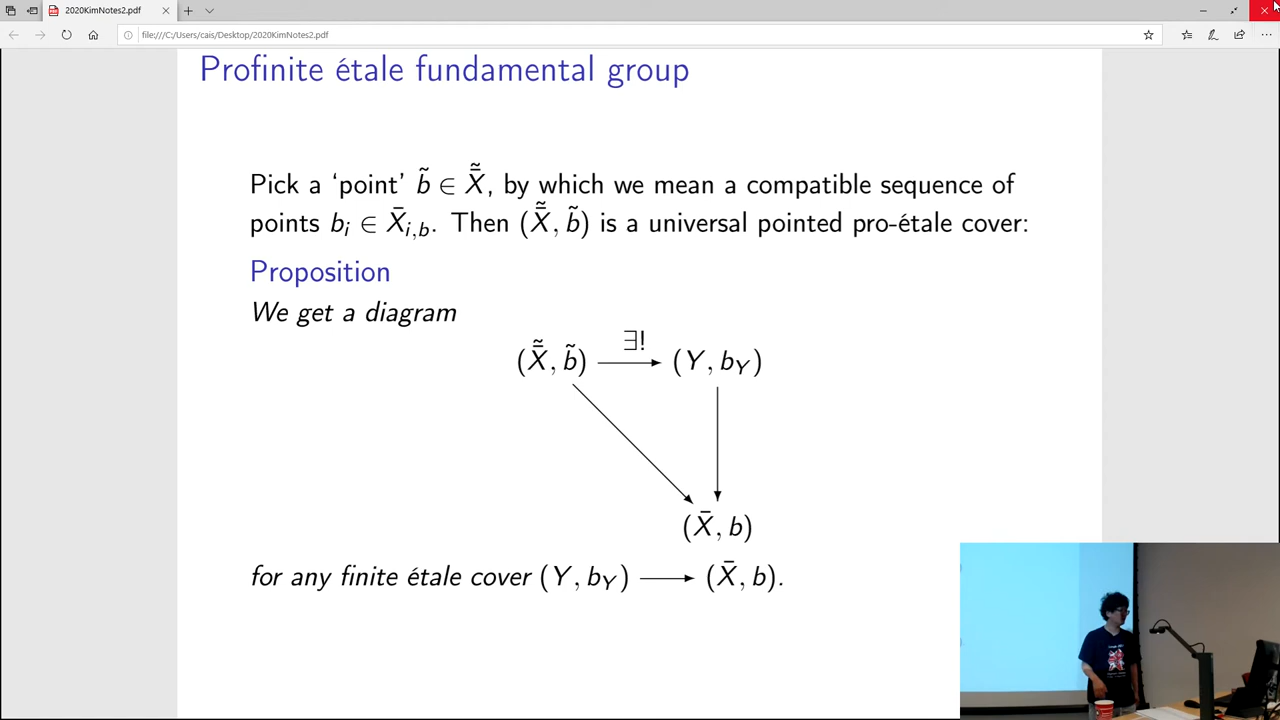 2020KimNotes2.pdf
file:///C:/Users/cais/Desktop/2020KimNotes2.pdf
Profinite étale fundamental group
Pick a ‘point’ b̃ ∈ X̄̃̃, by which we mean a compatible sequence of
points bᵢ ∈ X̄ᵢ,b. Then (X̄̃̃, b̃) is a universal pointed pro-étale cover:
Proposition
We get a diagram
∃!
(X̄̃̃, b̃) → (Y, b_Y)
(X̄, b)
for any finite étale cover (Y, b_Y) → (X̄, b).